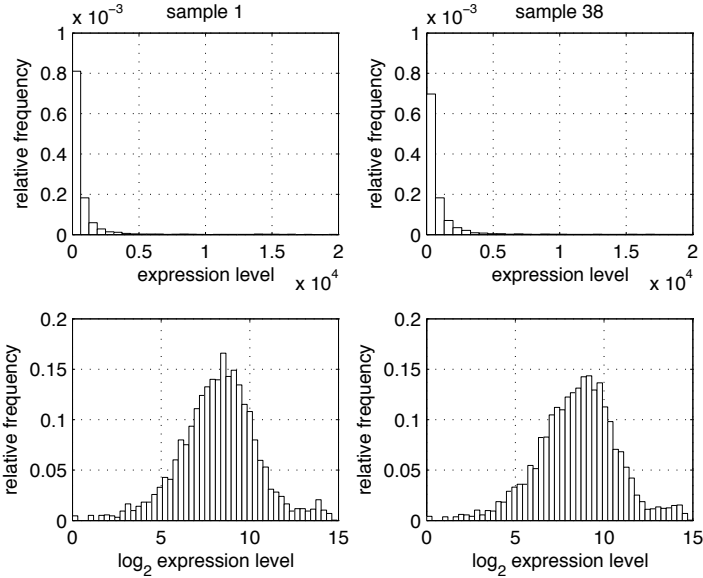 x 10⁻³ sample 1
1
0.8
0.6
0.4
0.2
0
relative frequency
0 0.5 1 1.5 2
expression level
x 10⁴
x 10⁻³ sample 38
1
0.8
0.6
0.4
0.2
0
relative frequency
0 0.5 1 1.5 2
expression level
x 10⁴
0.2
0.15
0.1
0.05
0
relative frequency
0 5 10 15
log₂ expression level
0.2
0.15
0.1
0.05
0
relative frequency
0 5 10 15
log₂ expression level